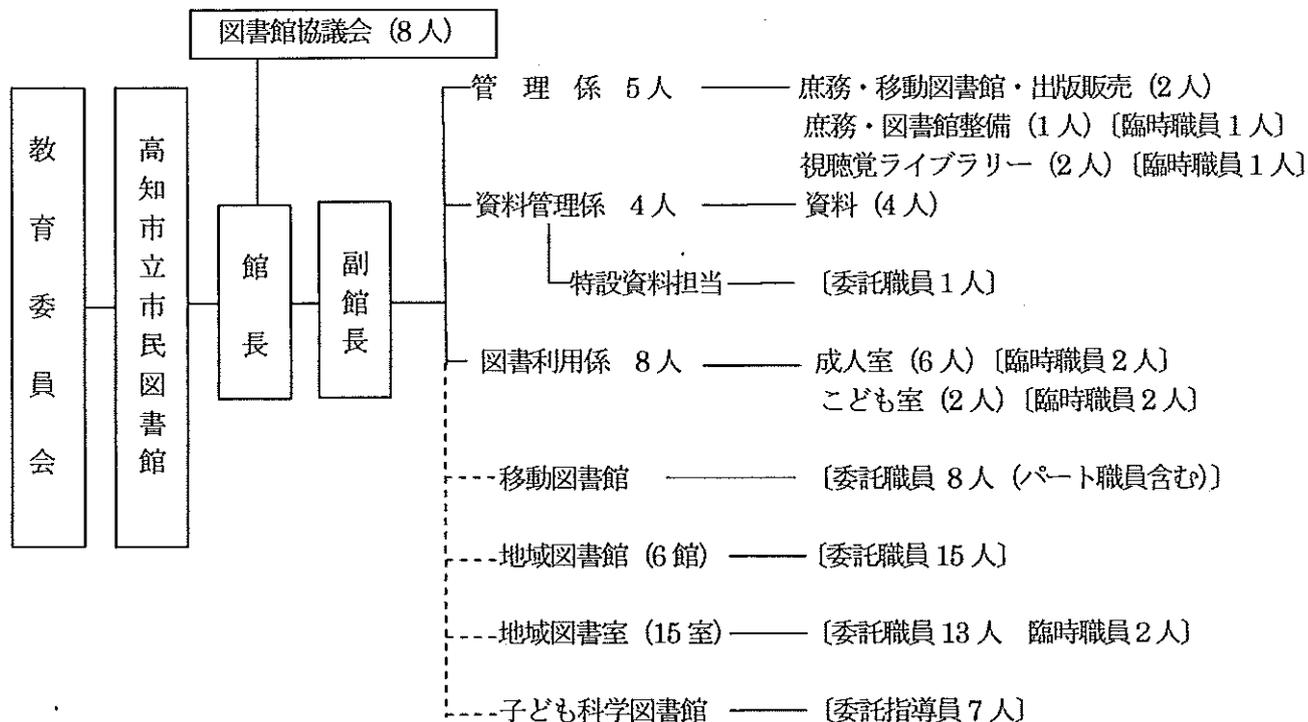 図書館協議会 (8人)
教育委員会
高知市立市民図書館
館長
副館長
管理係 5人
庶務・移動図書館・出版販売 (2人)
庶務・図書館整備 (1人) 〔臨時職員1人〕
視聴覚ライブラリー (2人) 〔臨時職員1人〕
資料管理係 4人
資料 (4人)
特設資料担当
〔委託職員1人〕
図書利用係 8人
成人室 (6人) 〔臨時職員2人〕
こども室 (2人) 〔臨時職員2人〕
移動図書館
〔委託職員 8人 (パート職員含む)〕
地域図書館 (6館)
〔委託職員 15人〕
地域図書室 (15室)
〔委託職員 13人 臨時職員2人〕
子ども科学図書館
〔委託指導員7人〕